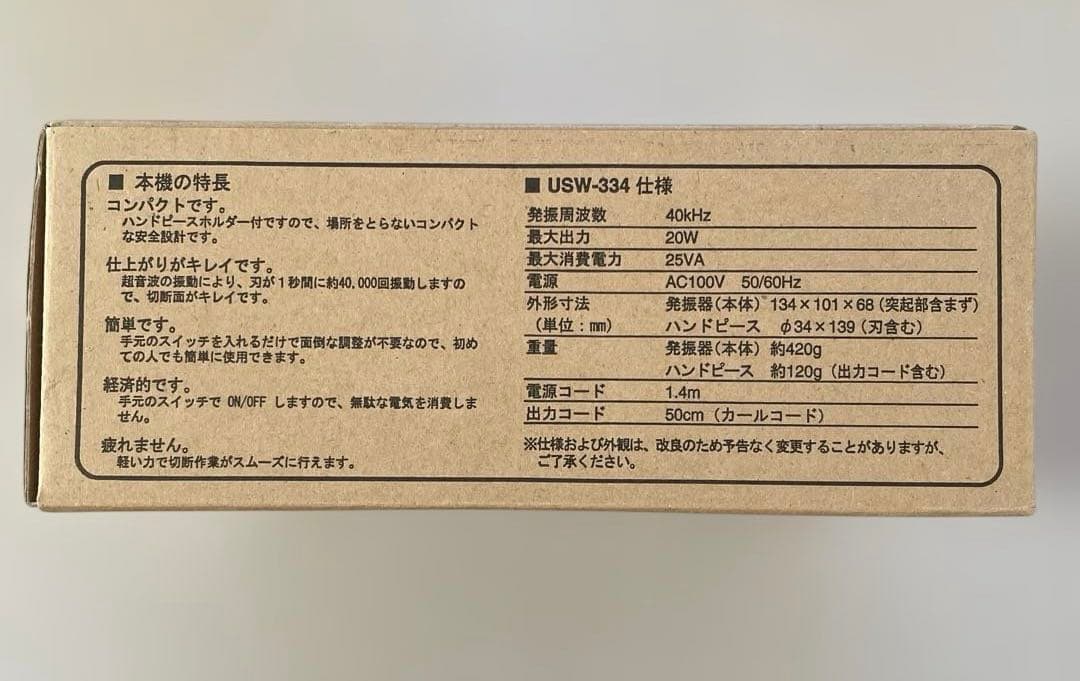 ■ 本機の特長
コンパクトです。
ハンドピースホルダー付ですので、場所をとらないコンパクト
な安全設計です。
仕上がりがキレイです。
超音波の振動により、刃が1秒間に約40,000回振動しますの
で、切断面がキレイです。
簡単です。
手元のスイッチを入れるだけで面倒な調整が不要なので、初め
ての人でも簡単に使用できます。
経済的です。
手元のスイッチで ON/OFF しますので、無駄な電気を消費しま
せん。
疲れません。
軽い力で切断作業がスムーズに行えます。
■ USW-334 仕様
発振周波数 40kHz
最大出力 20W
最大消費電力 25VA
電源 AC100V 50/60Hz
外形寸法 発振器(本体) 134×101×68(突起部含まず)
(単位:mm) ハンドピース φ34×139(刃含む)
重量 発振器(本体) 約420g
ハンドピース 約120g(出力コード含む)
電源コード 1.4m
出力コード 50cm(カールコード)
※仕様および外観は、改良のため予告なく変更することがありますが、
ご了承ください。